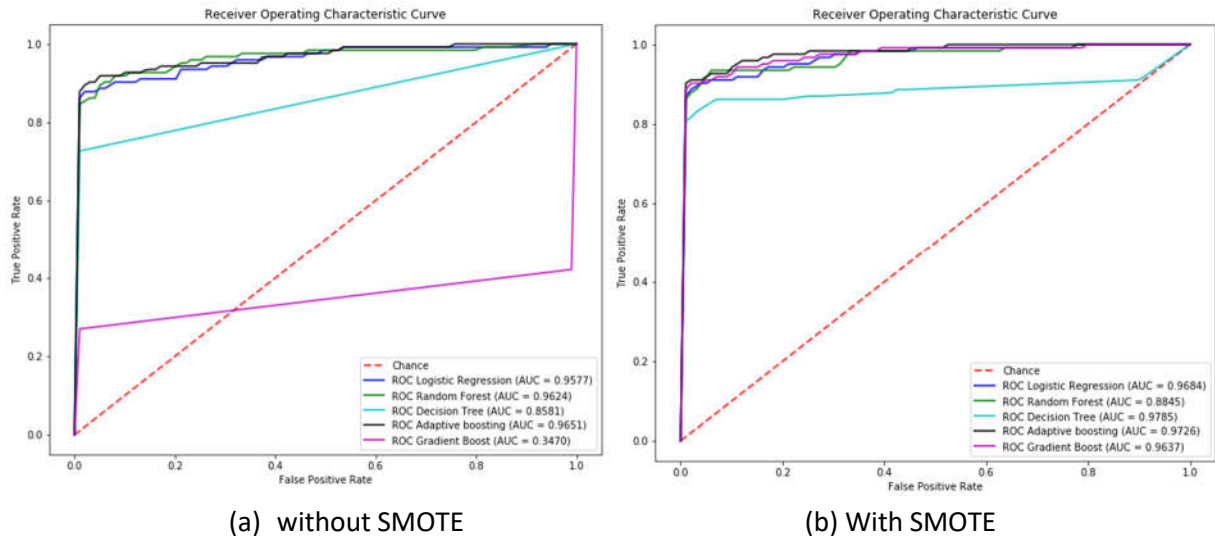 Receiver Operating Characteristic Curve
1.0
0.8
0.6
0.4
0.2
0.0
True Positive Rate
0.0 0.2 0.4 0.6 0.8 1.0
False Positive Rate
Chance
ROC Logistic Regression (AUC = 0.9577)
ROC Random Forest (AUC = 0.9624)
ROC Decision Tree (AUC = 0.8581)
ROC Adaptive boosting (AUC = 0.9651)
ROC Gradient Boost (AUC = 0.3470)
(a) without SMOTE
Receiver Operating Characteristic Curve
1.0
0.8
0.6
0.4
0.2
0.0
True Positive Rate
0.0 0.2 0.4 0.6 0.8 1.0
False Positive Rate
Chance
ROC Logistic Regression (AUC = 0.9684)
ROC Random Forest (AUC = 0.8845)
ROC Decision Tree (AUC = 0.9785)
ROC Adaptive boosting (AUC = 0.9726)
ROC Gradient Boost (AUC = 0.9637)
(b) With SMOTE